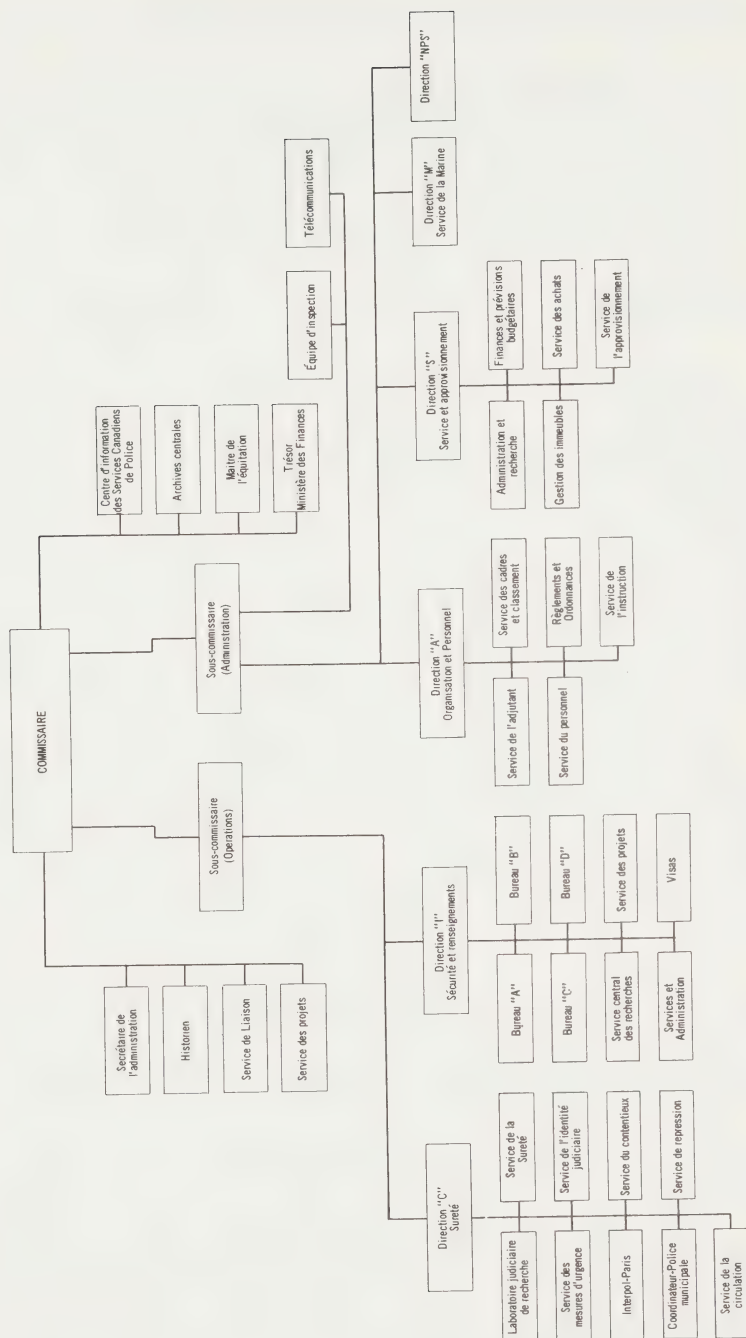 COMMISSAIRE
Secrétaire de
l'administration
Historien
Service de Liaison
Service des projets
Centre d'information
des Services Canadiens
de Police
Archives centrales
Maitre de
l'équitation
Trésor
Ministère des Finances
Sous-commissaire
(Operations)
Sous-commissaire
(Administration)
Équipe d'inspection
Télécommunications
Direction "C"
Sureté
Laboratoire judiciaire
de recherche
Service de la
Sureté
Service des
mesures d'urgence
Service de l'identité
judiciaire
Interpol-Paris
Service du contentieux
Coordinateur-Police
municipale
Service de repression
Service de la
circulation
Direction "I"
Sécurité et renseignements
Bureau "A"
Bureau "B"
Bureau "C"
Bureau "D"
Service central
des recherches
Service des projets
Services et
Administration
Visas
Direction "A"
Organisation et Personnel
Service de l'adjutant
Service des cadres
et classement
Service du personnel
Règlements et
Ordonnances
Service de
l'instruction
Direction "S"
Service et approvisionnement
Administration et
recherche
Finances et prévisions
budgétaires
Gestion des immeubles
Service des achats
Service de
l'approvisionnement
Direction "M"
Service de la Marine
Direction "NPS"